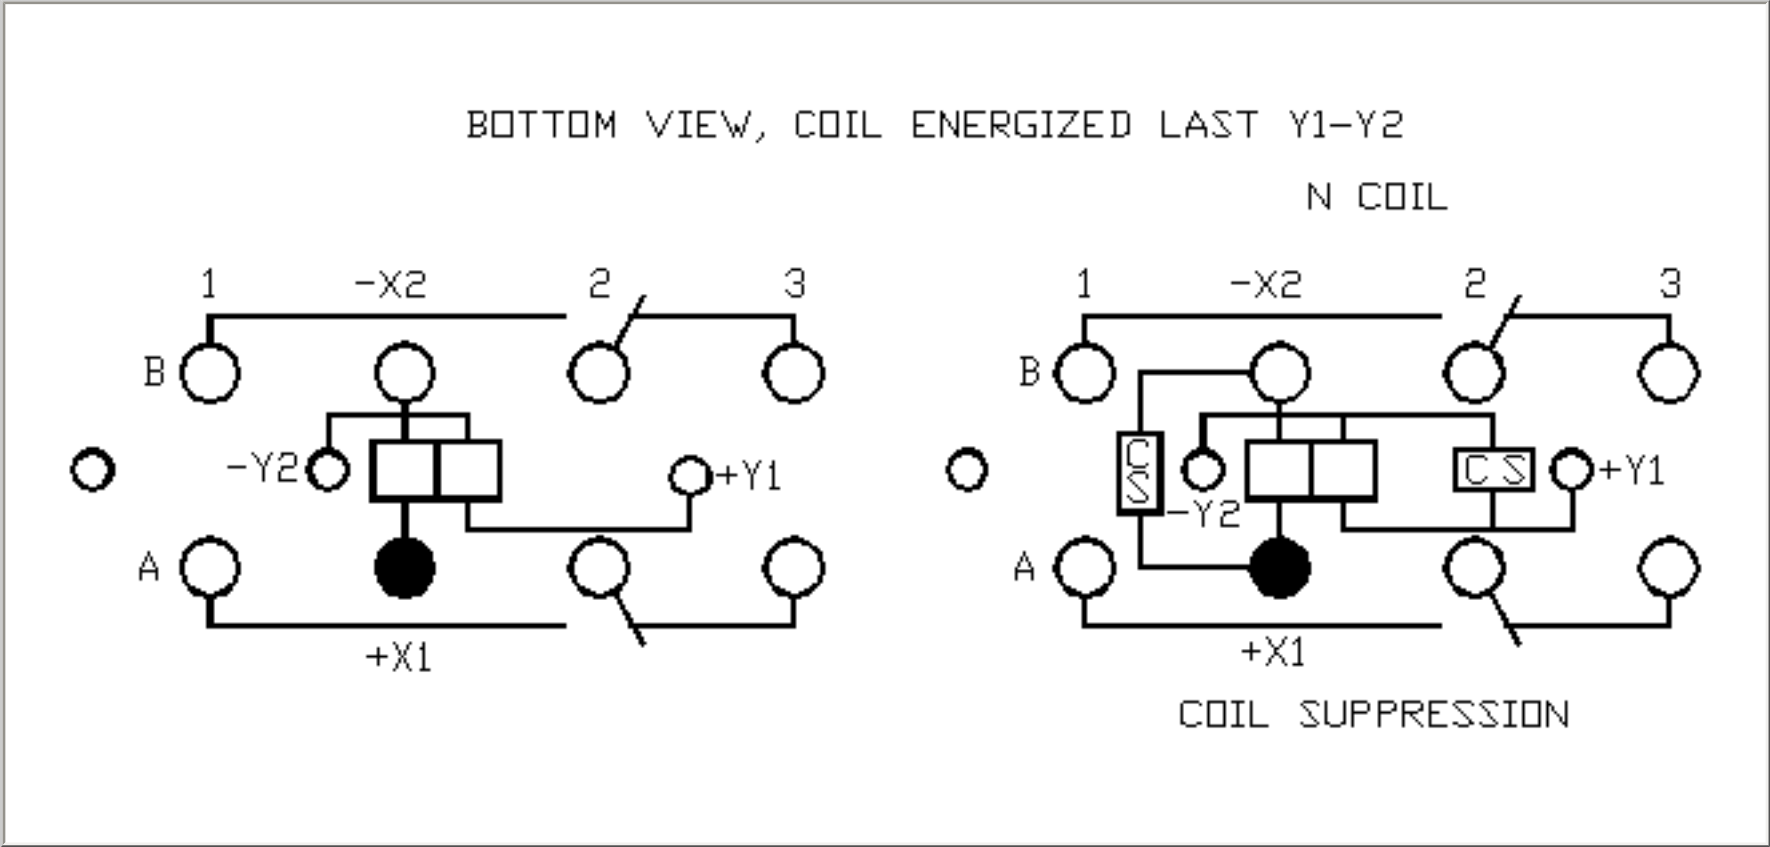 BOTTOM VIEW, COIL ENERGIZED LAST Y1-Y2
N COIL
1 -X2 2 3
B
-Y2 +Y1
A
+X1
1 -X2 2 3
B
CS
CS
+Y1
-Y2
A
+X1
COIL SUPPRESSION